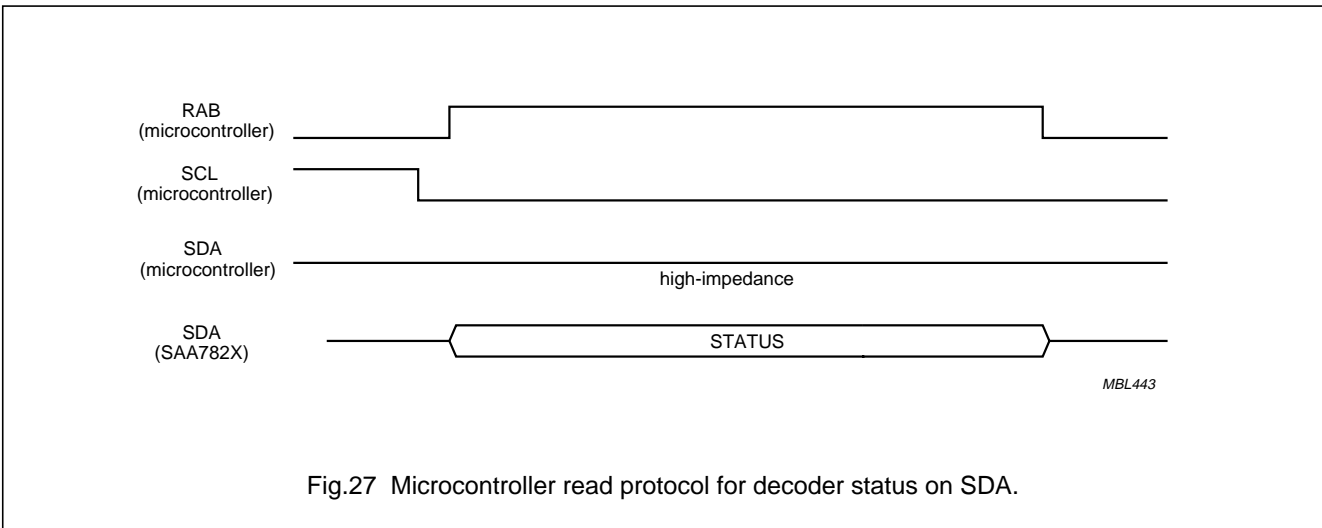 RAB
(microcontroller)
SCL
(microcontroller)
SDA
(microcontroller)
high-impedance
SDA
(SAA782X)
STATUS
MBL443
Fig.27 Microcontroller read protocol for decoder status on SDA.